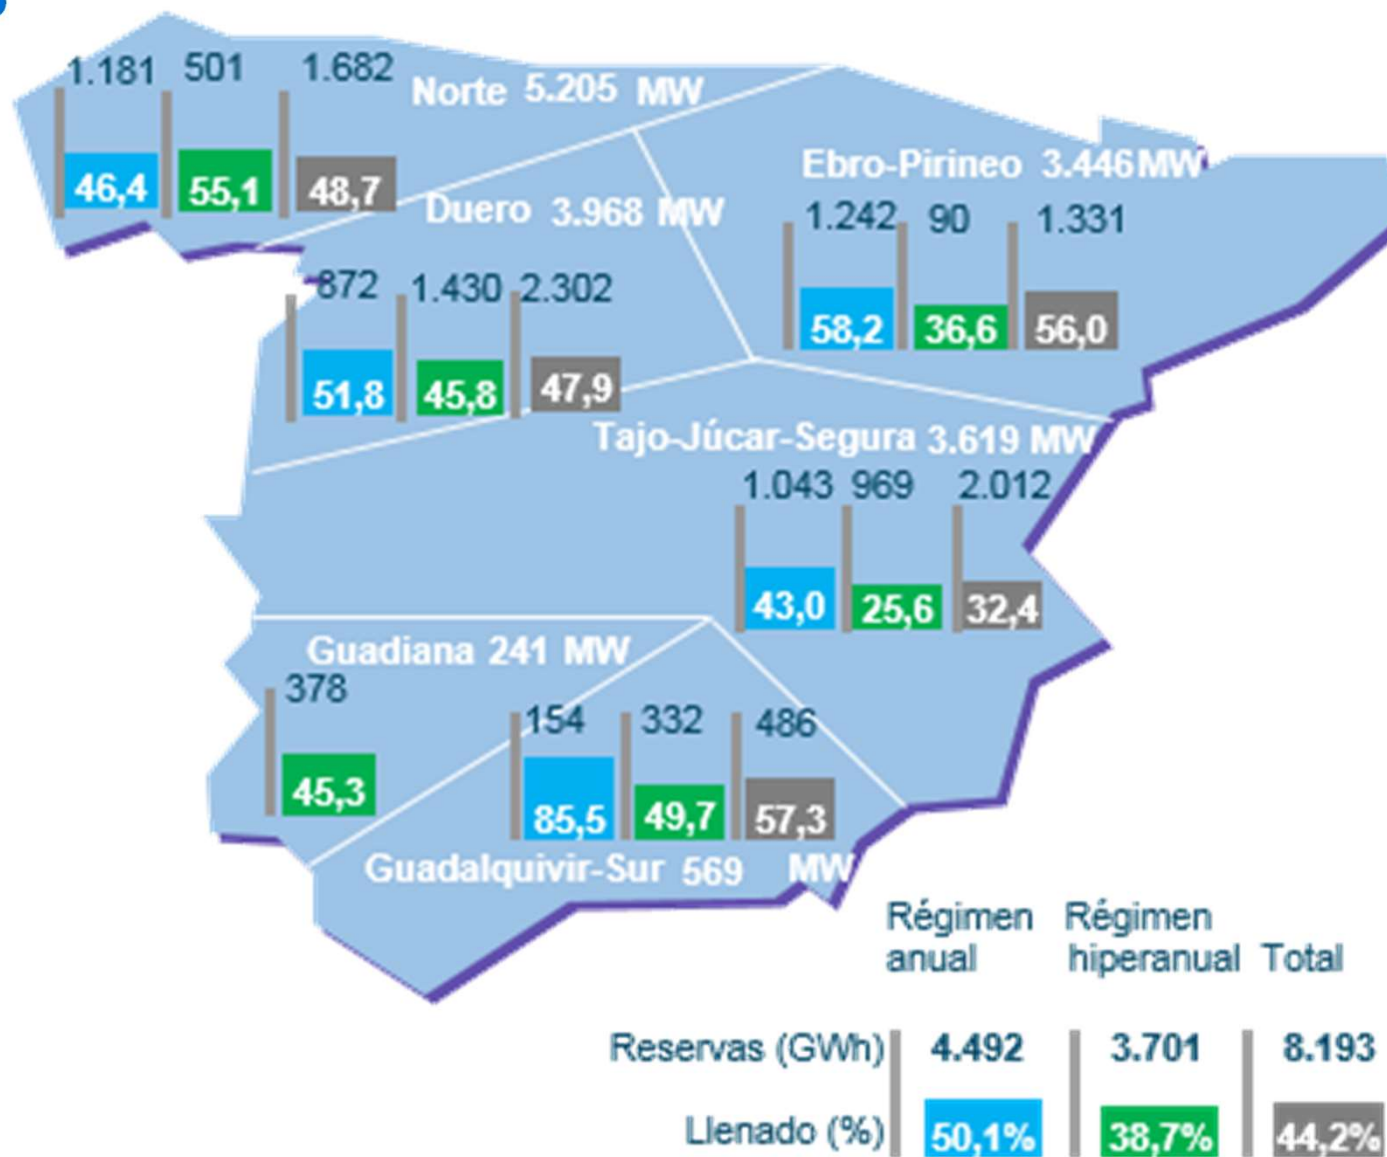 1.181 501 1.682
Norte 5.205 MW
46,4 55,1 48,7
Ebro-Pirineo 3.446 MW
Duero 3.968 MW
1.242 90 1.331
872 1.430 2.302
58,2 36,6 56,0
51,8 45,8 47,9
Tajo-Júcar-Segura 3.619 MW
1.043 969 2.012
43,0 25,6 32,4
Guadiana 241 MW
378
154 332 486
45,3
85,5 49,7 57,3
Guadalquivir-Sur 569 MW
Régimen anual Régimen hiperanual Total
Reservas (GWh) 4.492 3.701 8.193
Llenado (%) 50,1% 38,7% 44,2%